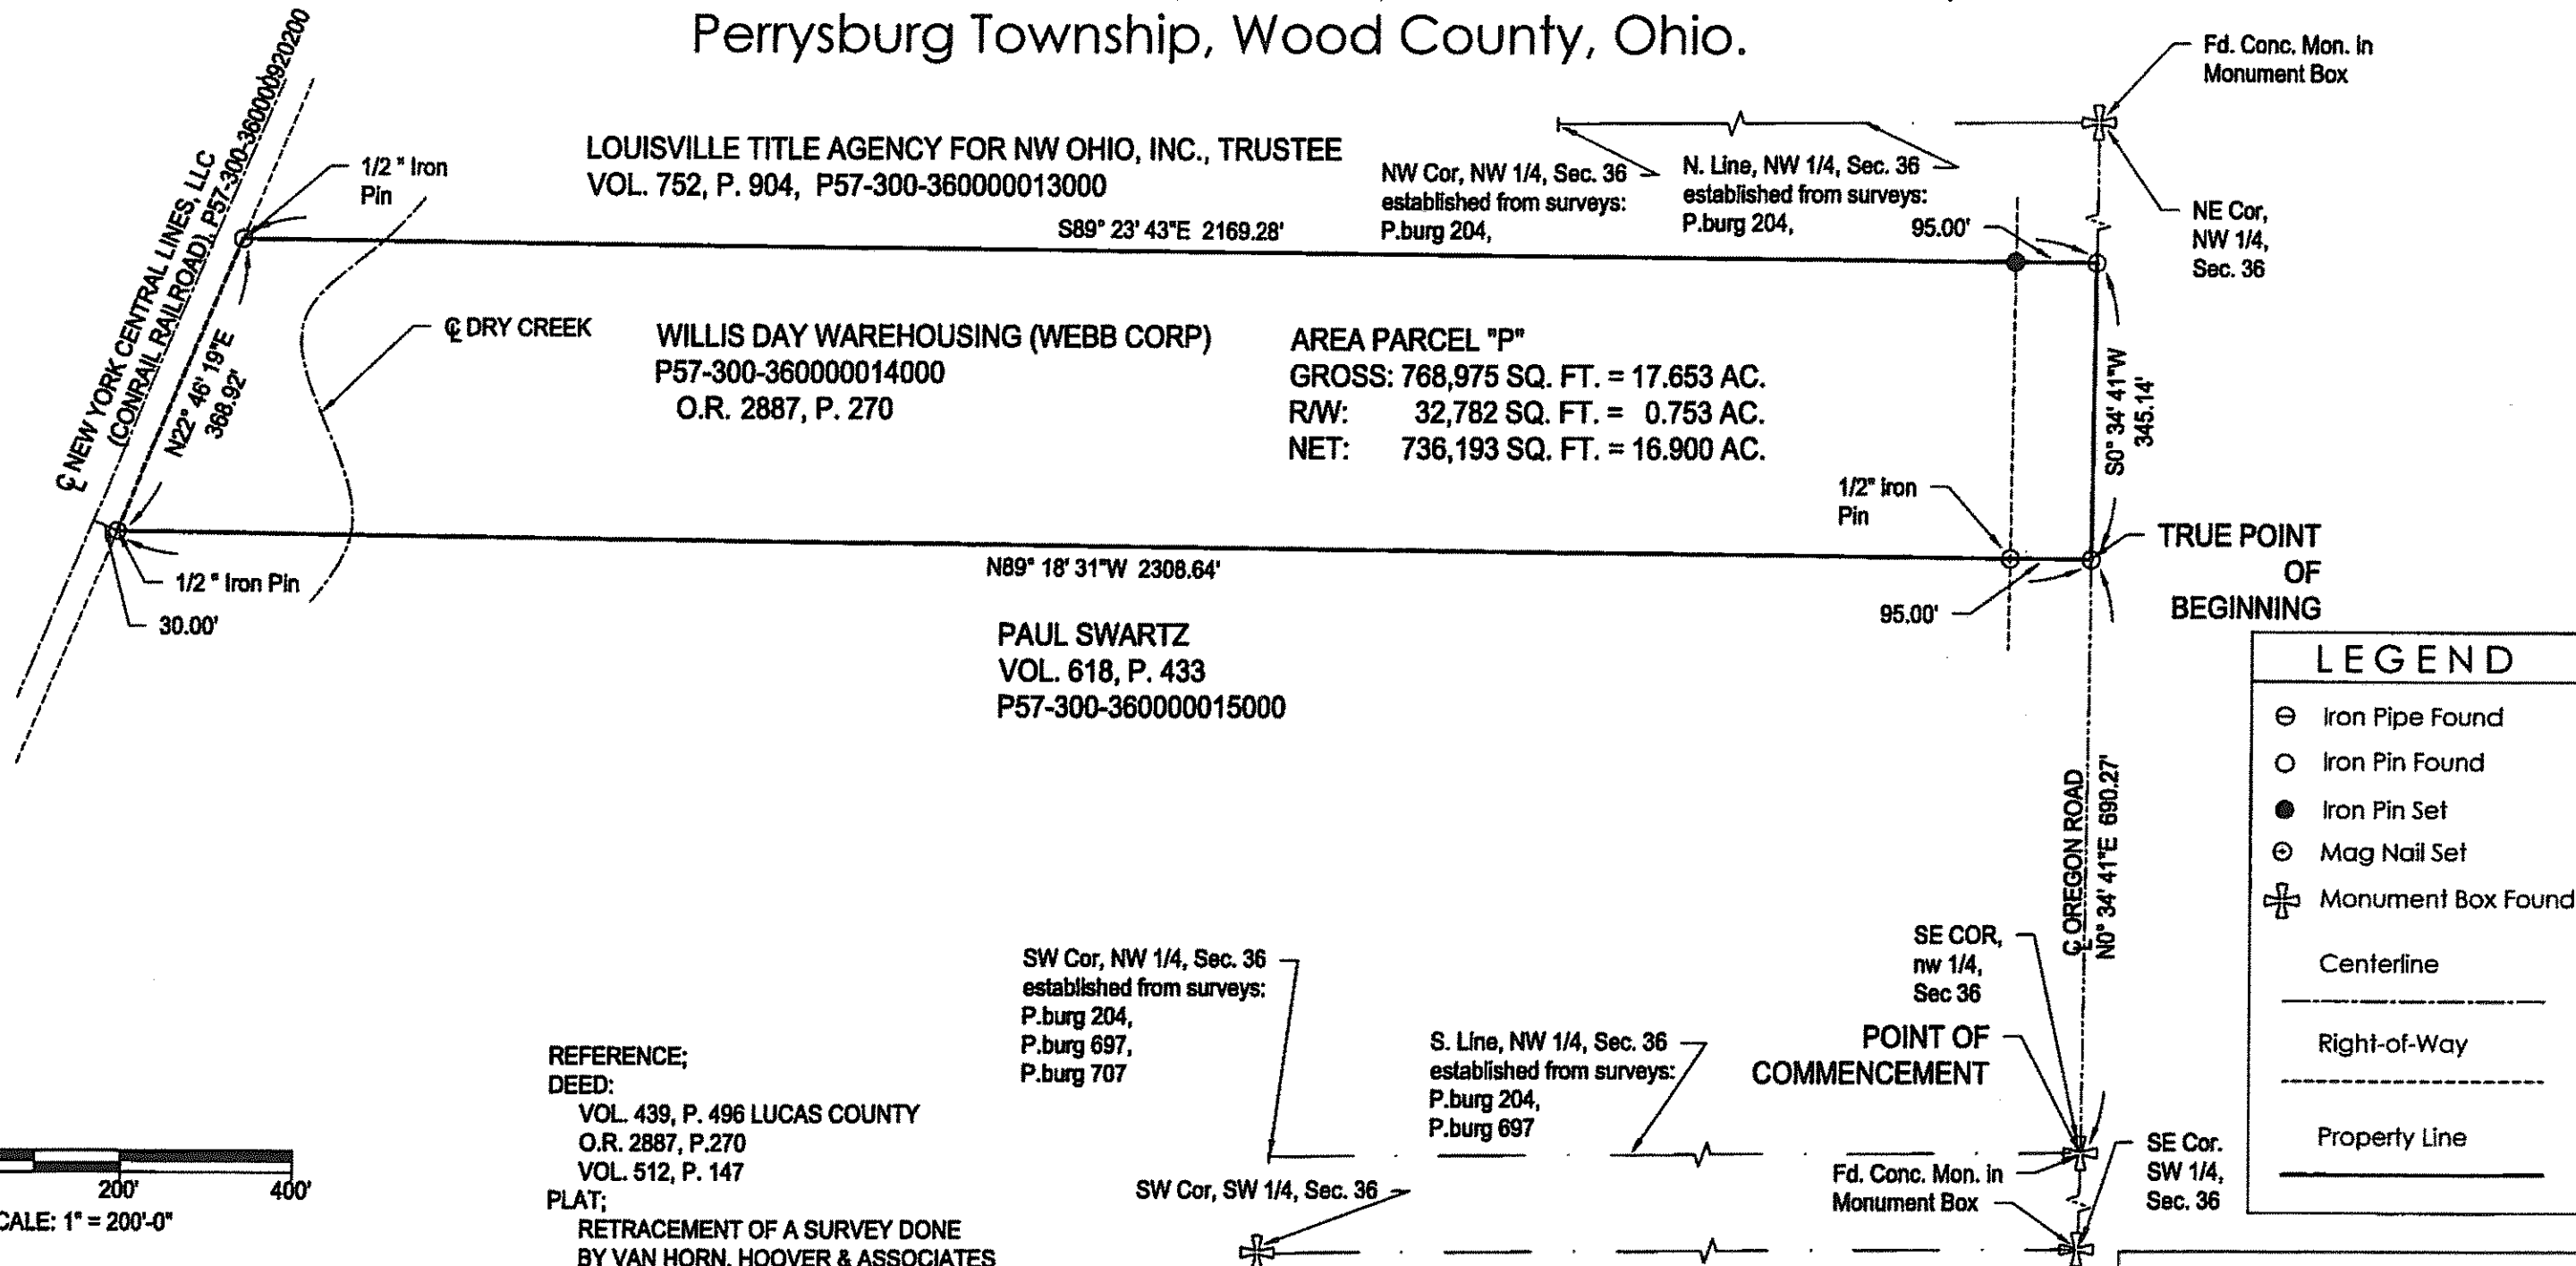 Perrysburg Township, Wood County, Ohio.
Fd. Conc. Mon. in
Monument Box
℄ NEW YORK CENTRAL LINES, LLC
(CONRAIL RAILROAD), P57-300-360000920200
1/2 " Iron
Pin
LOUISVILLE TITLE AGENCY FOR NW OHIO, INC., TRUSTEE
VOL. 752, P. 904, P57-300-360000013000
NW Cor, NW 1/4, Sec. 36
established from surveys:
P.burg 204,
N. Line, NW 1/4, Sec. 36
established from surveys:
P.burg 204,
95.00'
NE Cor,
NW 1/4,
Sec. 36
S89° 23' 43"E 2169.28'
N22° 46' 19"E
368.92'
℄ DRY CREEK
WILLIS DAY WAREHOUSING (WEBB CORP)
P57-300-360000014000
O.R. 2887, P. 270
AREA PARCEL "P"
GROSS: 768,975 SQ. FT. = 17.653 AC.
R/W: 32,782 SQ. FT. = 0.753 AC.
NET: 736,193 SQ. FT. = 16.900 AC.
S0° 34' 41"W
345.14'
1/2" Iron
Pin
TRUE POINT
OF
BEGINNING
1/2 " Iron Pin
30.00'
N89° 18' 31"W 2308.64'
95.00'
PAUL SWARTZ
VOL. 618, P. 433
P57-300-360000015000
LEGEND
Iron Pipe Found
Iron Pin Found
Iron Pin Set
Mag Nail Set
Monument Box Found
Centerline
Right-of-Way
Property Line
℄ OREGON ROAD
N0° 34' 41"E 690.27'
SE COR,
nw 1/4,
Sec 36
POINT OF
COMMENCEMENT
SW Cor, NW 1/4, Sec. 36
established from surveys:
P.burg 204,
P.burg 697,
P.burg 707
S. Line, NW 1/4, Sec. 36
established from surveys:
P.burg 204,
P.burg 697
REFERENCE;
DEED:
VOL. 439, P. 496 LUCAS COUNTY
O.R. 2887, P.270
VOL. 512, P. 147
PLAT;
RETRACEMENT OF A SURVEY DONE
BY VAN HORN, HOOVER & ASSOCIATES
SW Cor, SW 1/4, Sec. 36
Fd. Conc. Mon. in
Monument Box
SE Cor.
SW 1/4,
Sec. 36
200'
400'
CALE: 1" = 200'-0"